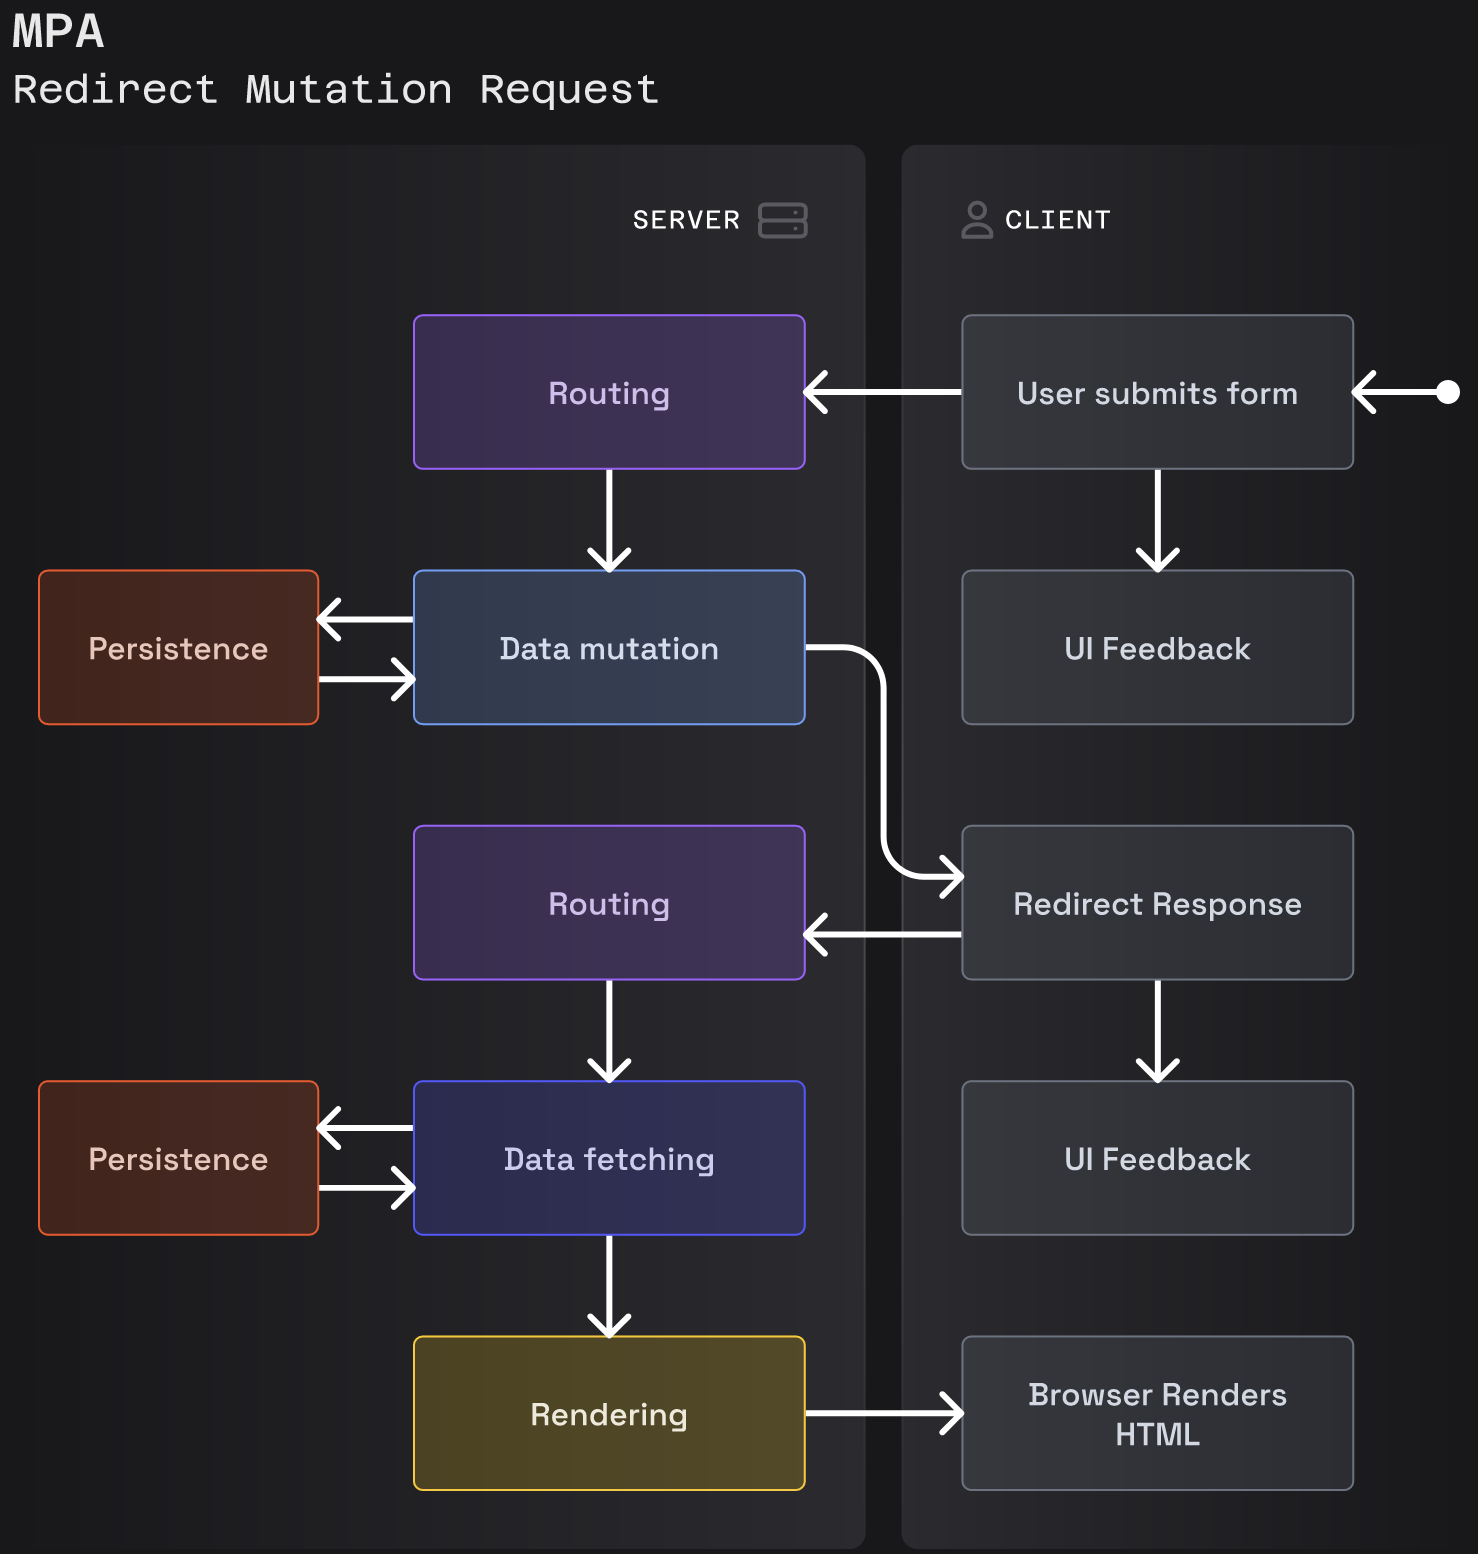 MPA
Redirect Mutation Request
SERVER
CLIENT
Routing
User submits form
Persistence
Data mutation
UI Feedback
Routing
Redirect Response
Persistence
Data fetching
UI Feedback
Rendering
Browser Renders
HTML